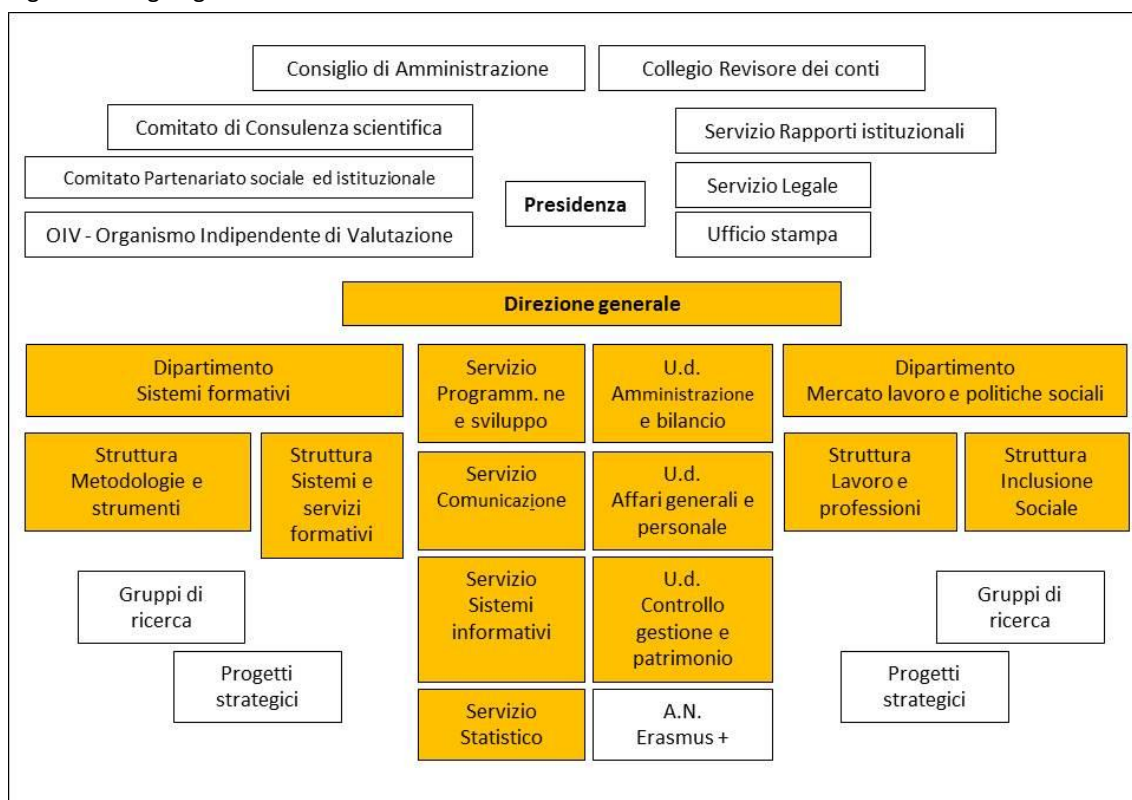 Consiglio di Amministrazione
Collegio Revisore dei conti
Comitato di Consulenza scientifica
Servizio Rapporti istituzionali
Comitato Partenariato sociale ed istituzionale
Servizio Legale
Presidenza
OIV - Organismo Indipendente di Valutazione
Ufficio stampa
Direzione generale
Dipartimento
Sistemi formativi
Servizio
Programm. ne
e sviluppo
U.d.
Amministrazione
e bilancio
Dipartimento
Mercato lavoro e politiche sociali
Struttura
Metodologie e
strumenti
Struttura
Sistemi e
servizi
formativi
Servizio
Comunicazione
U.d.
Affari generali e
personale
Struttura
Lavoro e
professioni
Struttura
Inclusione
Sociale
Gruppi di
ricerca
Servizio
Sistemi
informativi
U.d.
Controllo
gestione e
patrimonio
Gruppi di
ricerca
Progetti
strategici
Progetti
strategici
Servizio
Statistico
A.N.
Erasmus +